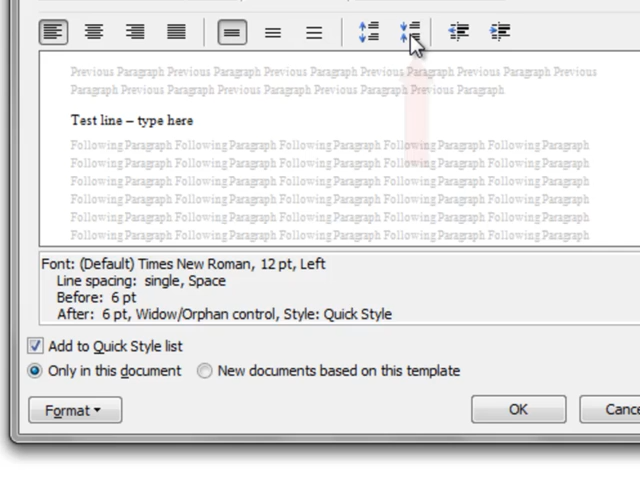 Previous Paragraph Previous Paragraph Previous Paragraph Previous Paragraph Previous Paragraph Previous
Paragraph Previous Paragraph Previous Paragraph Previous Paragraph Previous Paragraph
Test line – type here
Following Paragraph Following Paragraph Following Paragraph Following Paragraph Following Paragraph
Following Paragraph Following Paragraph Following Paragraph Following Paragraph Following Paragraph
Following Paragraph Following Paragraph Following Paragraph Following Paragraph Following Paragraph
Following Paragraph Following Paragraph Following Paragraph Following Paragraph Following Paragraph
Following Paragraph Following Paragraph Following Paragraph Following Paragraph Following Paragraph
Following Paragraph Following Paragraph Following Paragraph Following Paragraph Following Paragraph
Font: (Default) Times New Roman, 12 pt, Left
Line spacing: single, Space
Before: 6 pt
After: 6 pt, Widow/Orphan control, Style: Quick Style
Add to Quick Style list
Only in this document New documents based on this template
Format OK Cance